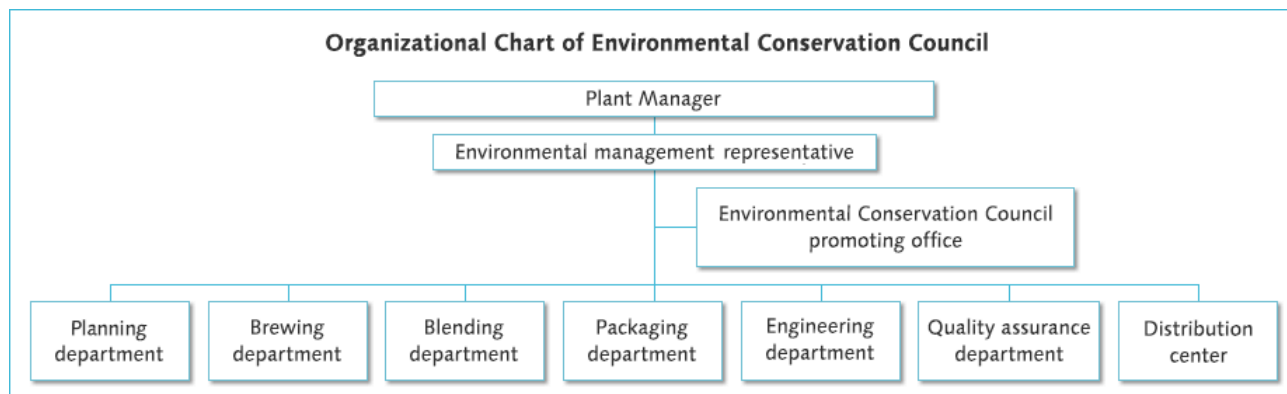 Organizational Chart of Environmental Conservation Council
Plant Manager
Environmental management representative
Environmental Conservation Council
promoting office
Planning
department
Brewing
department
Blending
department
Packaging
department
Engineering
department
Quality assurance
department
Distribution
center